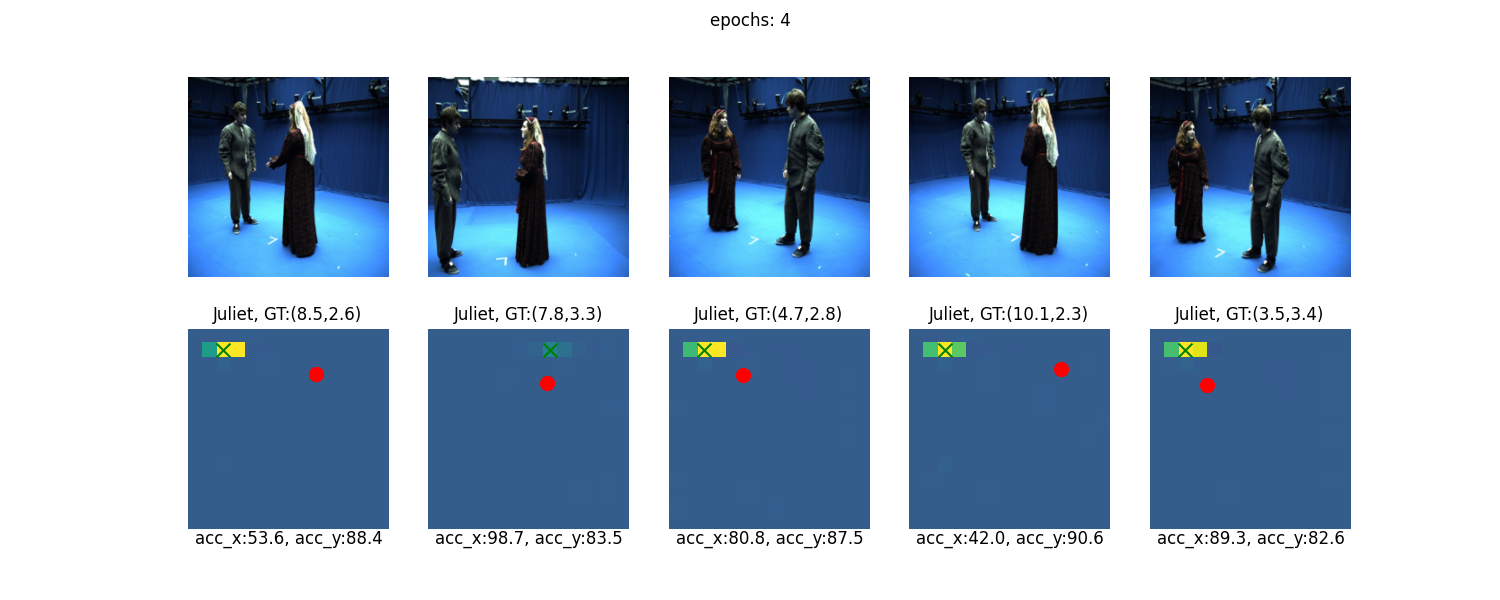 epochs: 4
Juliet, GT:(8.5,2.6)
Juliet, GT:(7.8,3.3)
Juliet, GT:(4.7,2.8)
Juliet, GT:(10.1,2.3)
Juliet, GT:(3.5,3.4)
acc_x:53.6, acc_y:88.4
acc_x:98.7, acc_y:83.5
acc_x:80.8, acc_y:87.5
acc_x:42.0, acc_y:90.6
acc_x:89.3, acc_y:82.6